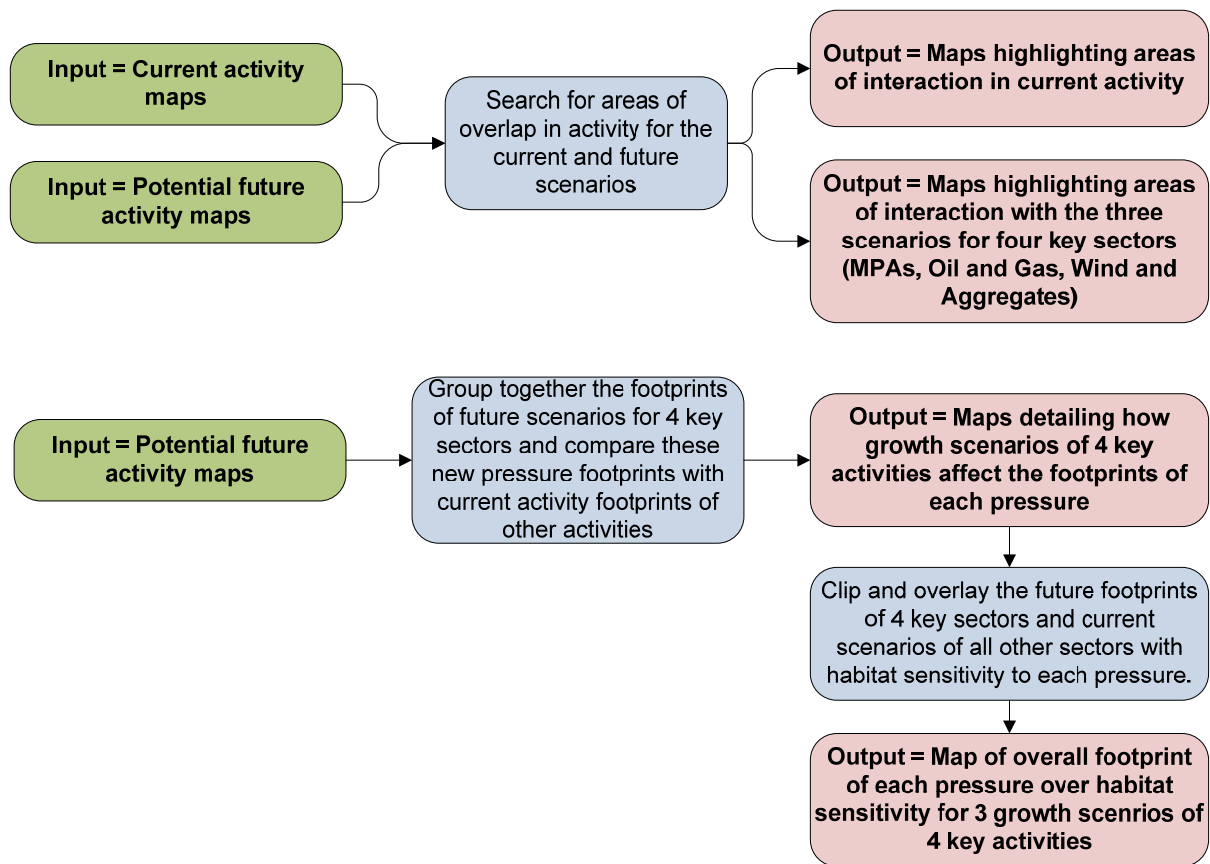 Input = Current activity
maps
Input = Potential future
activity maps
Search for areas of
overlap in activity for the
current and future
scenarios
Output = Maps highlighting areas
of interaction in current activity
Output = Maps highlighting areas
of interaction with the three
scenarios for four key sectors
(MPAs, Oil and Gas, Wind and
Aggregates)
Input = Potential future
activity maps
Group together the footprints
of future scenarios for 4 key
sectors and compare these
new pressure footprints with
current activity footprints of
other activities
Output = Maps detailing how
growth scenarios of 4 key
activities affect the footprints of
each pressure
Clip and overlay the future footprints
of 4 key sectors and current
scenarios of all other sectors with
habitat sensitivity to each pressure.
Output = Map of overall footprint
of each pressure over habitat
sensitivity for 3 growth scenrios of
4 key activities